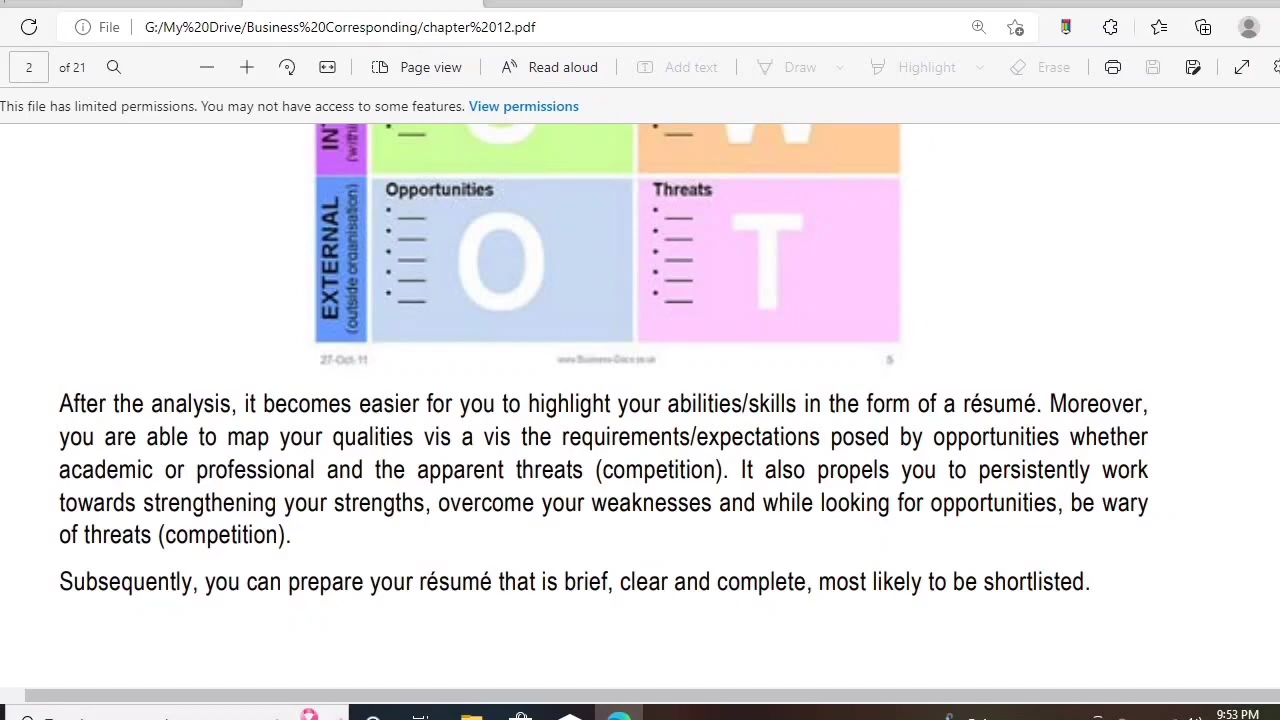 File
G:/My%20Drive/Business%20Corresponding/chapter%2012.pdf
2 of 21
Page view
Read aloud
Add text
Draw
Highlight
Erase
This file has limited permissions. You may not have access to some features. View permissions
W
Opportunities
Threats
EXTERNAL
(outside organisation)
O
T
27-Oct-11
5
After the analysis, it becomes easier for you to highlight your abilities/skills in the form of a résumé. Moreover,
you are able to map your qualities vis a vis the requirements/expectations posed by opportunities whether
academic or professional and the apparent threats (competition). It also propels you to persistently work
towards strengthening your strengths, overcome your weaknesses and while looking for opportunities, be wary
of threats (competition).
Subsequently, you can prepare your résumé that is brief, clear and complete, most likely to be shortlisted.
9:53 PM